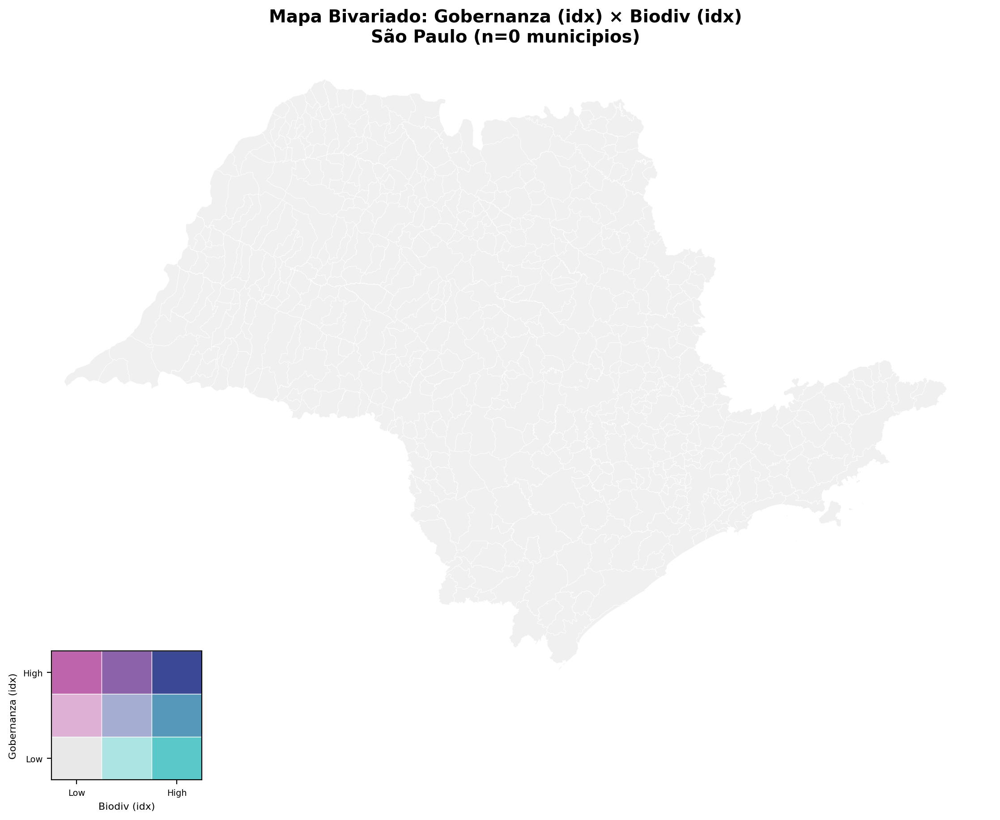 Mapa Bivariado: Gobernanza (idx) × Biodiv (idx)
São Paulo (n=0 municipios)
Gobernanza (idx)
High
Low
Low
High
Biodiv (idx)